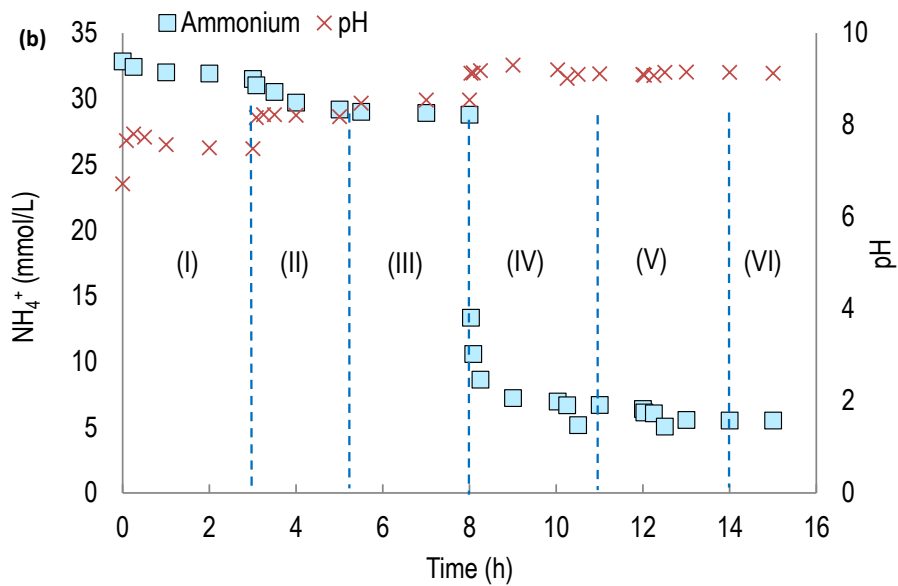 (b)
Ammonium pH
35
30
25
20
15
10
5
0
NH₄⁺ (mmol/L)
10
8
6
4
2
0
pH
(I) (II) (III) (IV) (V) (VI)
0 2 4 6 8 10 12 14 16
Time (h)